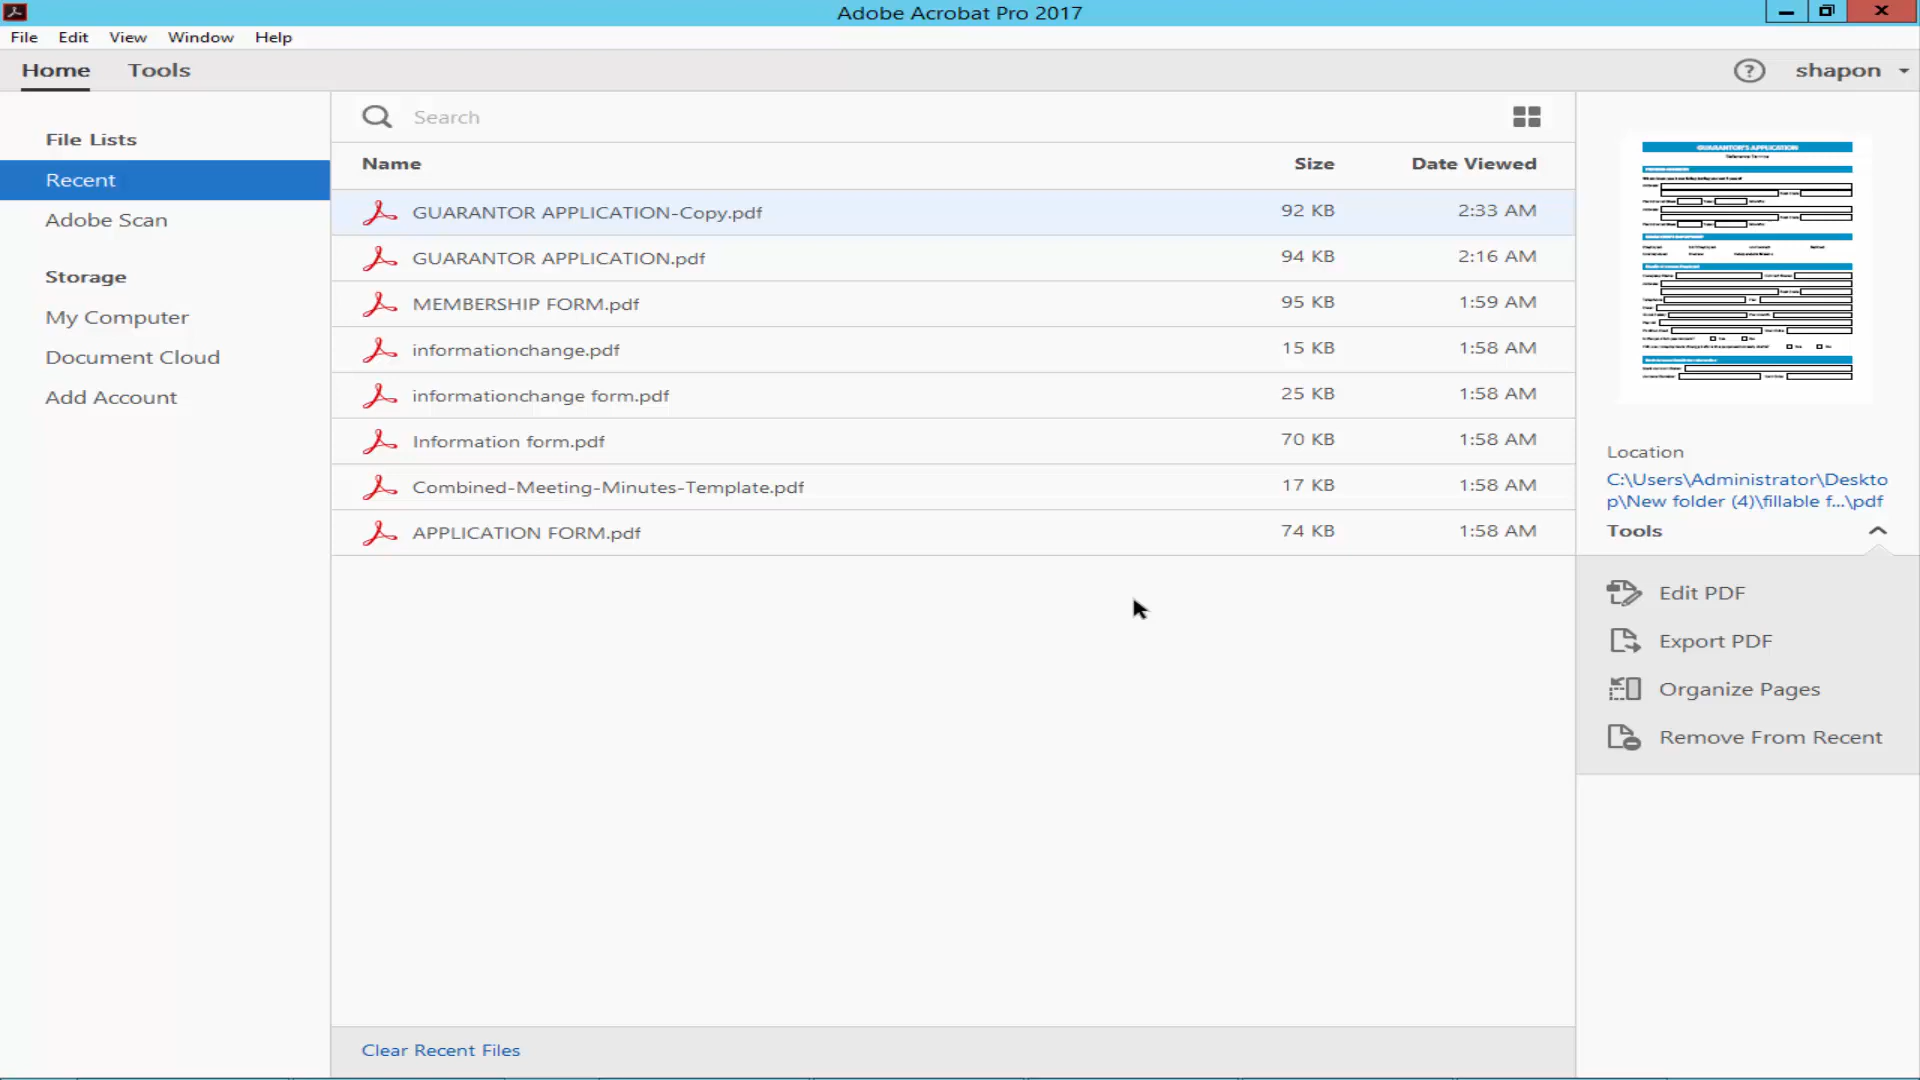 Adobe Acrobat Pro 2017
File Edit View Window Help
Home Tools
? shapon
File Lists
Recent
Adobe Scan
Storage
My Computer
Document Cloud
Add Account
Search
Name Size Date Viewed
GUARANTOR APPLICATION-Copy.pdf 92 KB 2:33 AM
GUARANTOR APPLICATION.pdf 94 KB 2:16 AM
MEMBERSHIP FORM.pdf 95 KB 1:59 AM
informationchange.pdf 15 KB 1:58 AM
informationchange form.pdf 25 KB 1:58 AM
Information form.pdf 70 KB 1:58 AM
Combined-Meeting-Minutes-Template.pdf 17 KB 1:58 AM
APPLICATION FORM.pdf 74 KB 1:58 AM
Clear Recent Files
GUARANTOR'S APPLICATION
Reference Service
Location
C:\Users\Administrator\Deskto
p\New folder (4)\fillable f...\pdf
Tools
Edit PDF
Export PDF
Organize Pages
Remove From Recent